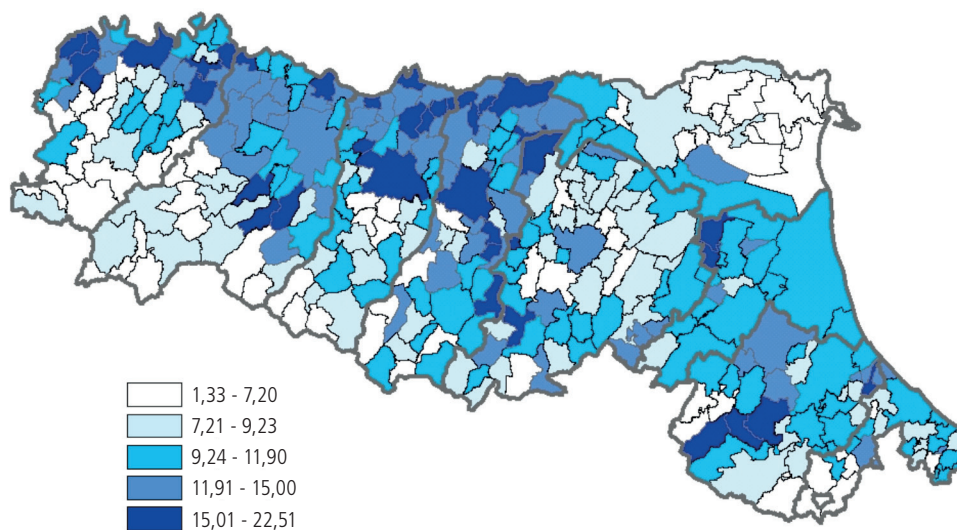 1,33 - 7,20
7,21 - 9,23
9,24 - 11,90
11,91 - 15,00
15,01 - 22,51